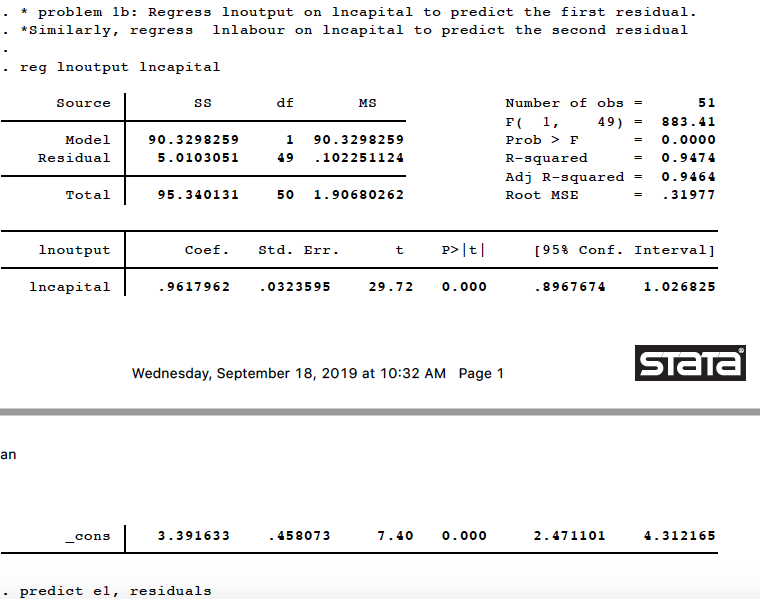 . * problem 1b: Regress lnoutput on lncapital to predict the first residual.
. *Similarly, regress  lnlabour on lncapital to predict the second residual
.
. reg lnoutput lncapital
Source | SS df MS Number of obs = 51
F( 1, 49) = 883.41
Model | 90.3298259 1 90.3298259 Prob > F = 0.0000
Residual | 5.0103051 49 .102251124 R-squared = 0.9474
Adj R-squared = 0.9464
Total | 95.340131 50 1.90680262 Root MSE = .31977
lnoutput | Coef. Std. Err. t P>|t| [95% Conf. Interval]
lncapital | .9617962 .0323595 29.72 0.000 .8967674 1.026825
Wednesday, September 18, 2019 at 10:32 AM Page 1
STATA®
an
_cons | 3.391633 .458073 7.40 0.000 2.471101 4.312165
. predict e1, residuals